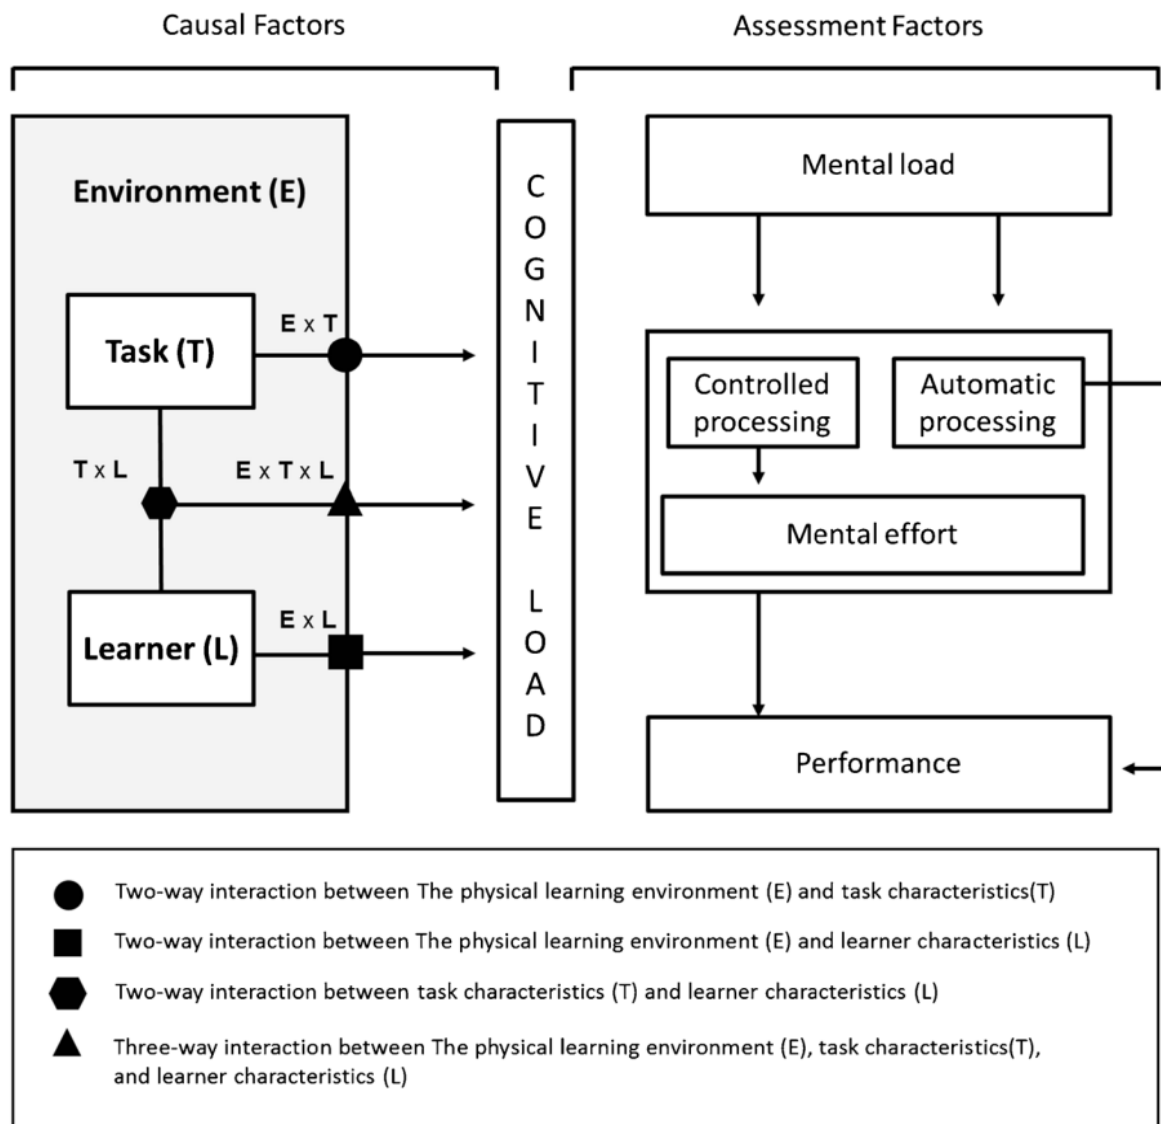 Causal Factors
Assessment Factors
Environment (E)
Task (T)
E x T
T x L
E x T x L
Learner (L)
E x L
COGNITIVE LOAD
Mental load
Controlled
processing
Automatic
processing
Mental effort
Performance
Two-way interaction between The physical learning environment (E) and task characteristics(T)
Two-way interaction between The physical learning environment (E) and learner characteristics (L)
Two-way interaction between task characteristics (T) and learner characteristics (L)
Three-way interaction between The physical learning environment (E), task characteristics(T),
and learner characteristics (L)